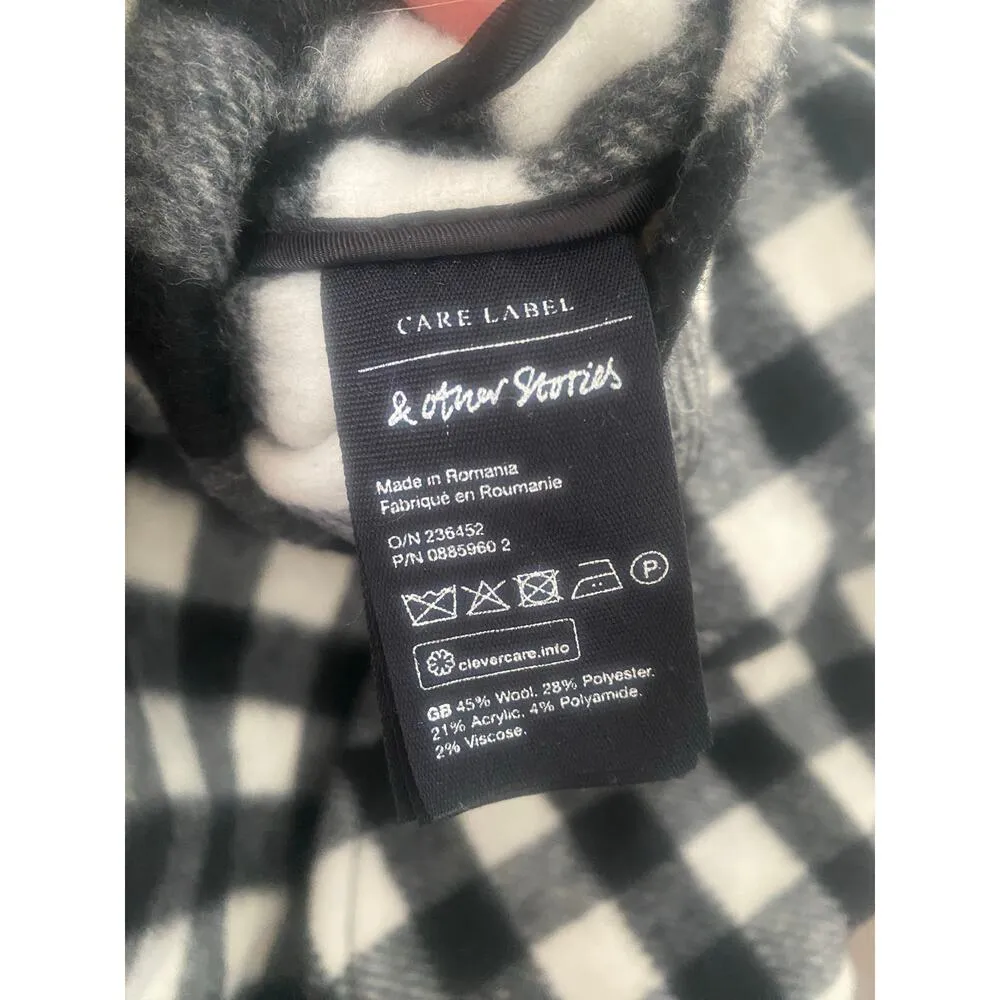 CARE LABEL
& other Stories
Made in Romania
Fabriqué en Roumanie
O/N 236452
P/N 0885960 2
P
clevercare.info
GB 45% Wool. 28% Polyester.
21% Acrylic. 4% Polyamide.
2% Viscose.